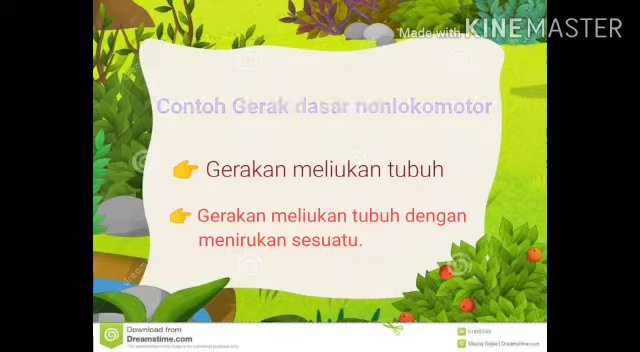 Made with KINEMASTER
Contoh Gerak dasar nonlokomotor
👉 Gerakan meliukan tubuh
👉 Gerakan meliukan tubuh dengan
menirukan sesuatu.
Download from
Dreamstime.com